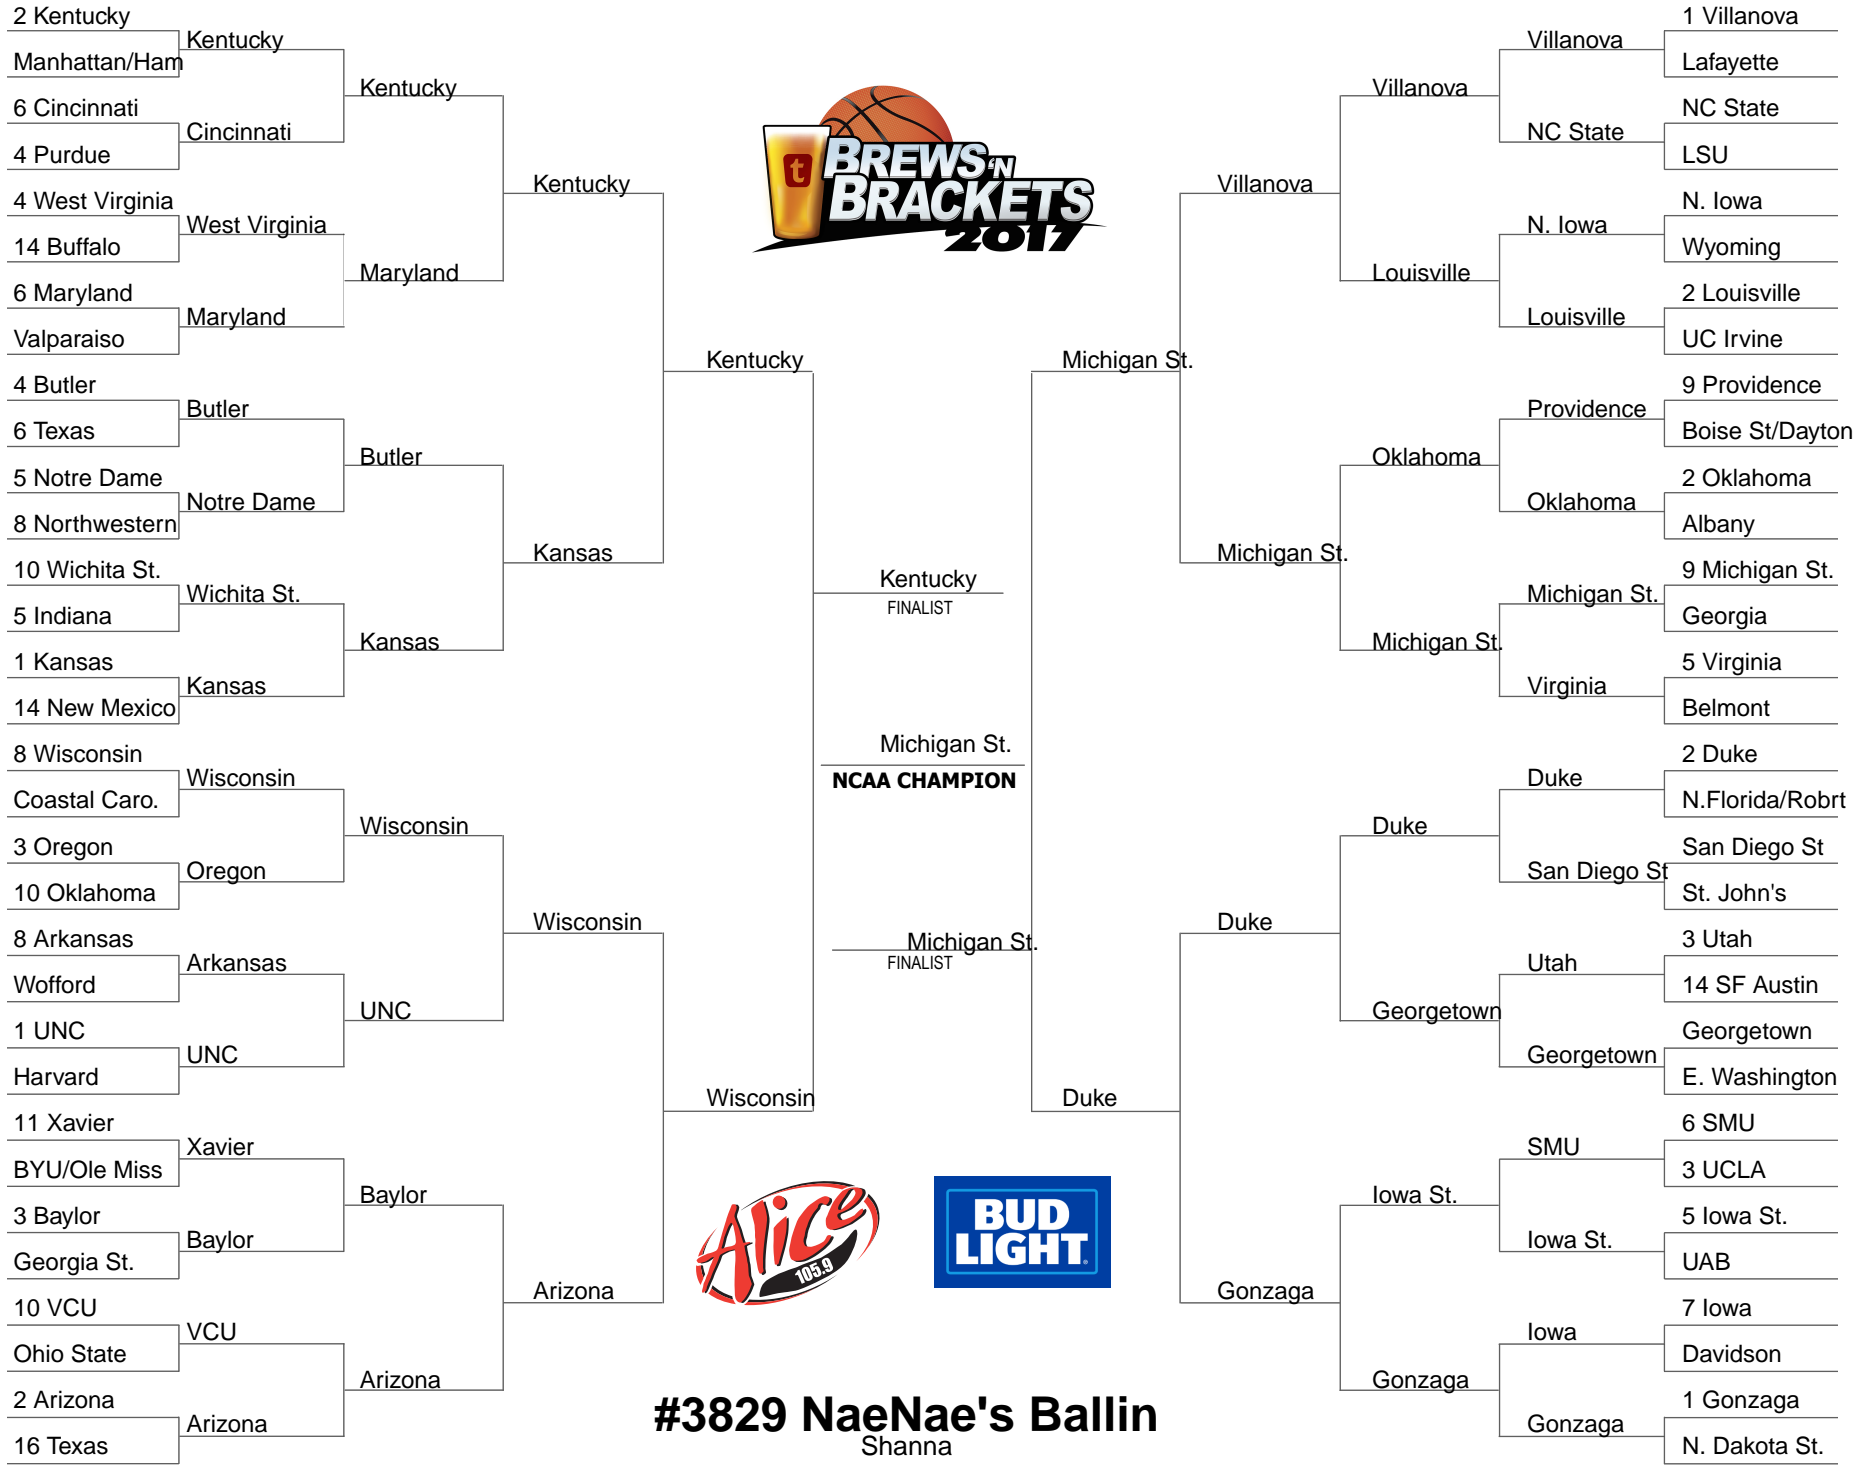 2 Kentucky
Manhattan/Ham
6 Cincinnati
4 Purdue
4 West Virginia
14 Buffalo
6 Maryland
Valparaiso
4 Butler
6 Texas
5 Notre Dame
8 Northwestern
10 Wichita St.
5 Indiana
1 Kansas
14 New Mexico
8 Wisconsin
Coastal Caro.
3 Oregon
10 Oklahoma
8 Arkansas
Wofford
1 UNC
Harvard
11 Xavier
BYU/Ole Miss
3 Baylor
Georgia St.
10 VCU
Ohio State
2 Arizona
16 Texas
Kentucky
Cincinnati
West Virginia
Maryland
Butler
Notre Dame
Wichita St.
Kansas
Wisconsin
Oregon
Arkansas
UNC
Xavier
Baylor
VCU
Arizona
Kentucky
Maryland
Butler
Kansas
Wisconsin
UNC
Baylor
Arizona
Kentucky
Kansas
Wisconsin
Arizona
Kentucky
Wisconsin
t
BREWS 'N
BRACKETS
2017
Kentucky
FINALIST
Michigan St.
NCAA CHAMPION
Michigan St.
FINALIST
Alice
105.9
BUD
LIGHT
#3829 NaeNae's Ballin
Shanna
Michigan St.
Duke
Villanova
Michigan St.
Duke
Gonzaga
Villanova
Louisville
Oklahoma
Michigan St.
Duke
Georgetown
Iowa St.
Gonzaga
Villanova
NC State
N. Iowa
Louisville
Providence
Oklahoma
Michigan St.
Virginia
Duke
San Diego St
Utah
Georgetown
SMU
Iowa St.
Iowa
Gonzaga
1 Villanova
Lafayette
NC State
LSU
N. Iowa
Wyoming
2 Louisville
UC Irvine
9 Providence
Boise St/Dayton
2 Oklahoma
Albany
9 Michigan St.
Georgia
5 Virginia
Belmont
2 Duke
N.Florida/Robrt
San Diego St
St. John's
3 Utah
14 SF Austin
Georgetown
E. Washington
6 SMU
3 UCLA
5 Iowa St.
UAB
7 Iowa
Davidson
1 Gonzaga
N. Dakota St.